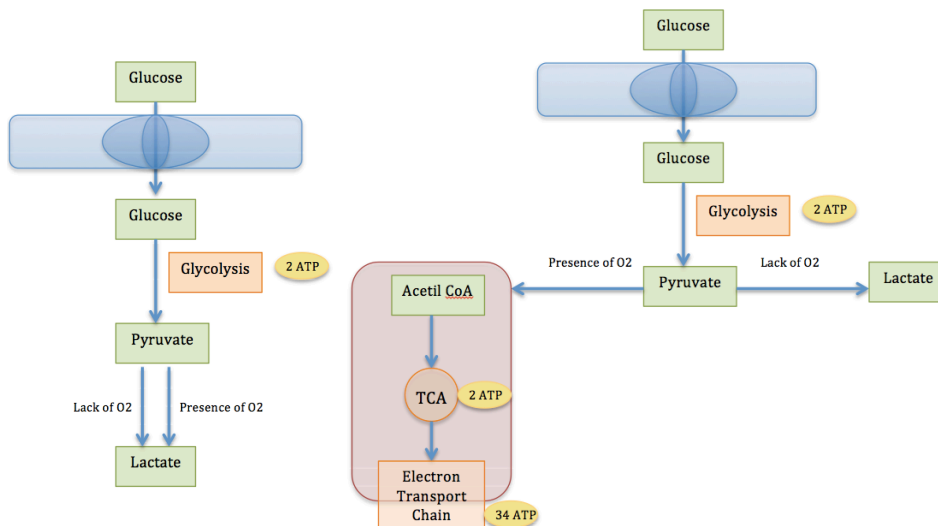 Glucose
Glucose
Glycolysis
2 ATP
Pyruvate
Lack of O2
Presence of O2
Lactate
Glucose
Glucose
Glycolysis
2 ATP
Presence of O2
Lack of O2
Pyruvate
Lactate
Acetil CoA
TCA
2 ATP
Electron
Transport
Chain
34 ATP